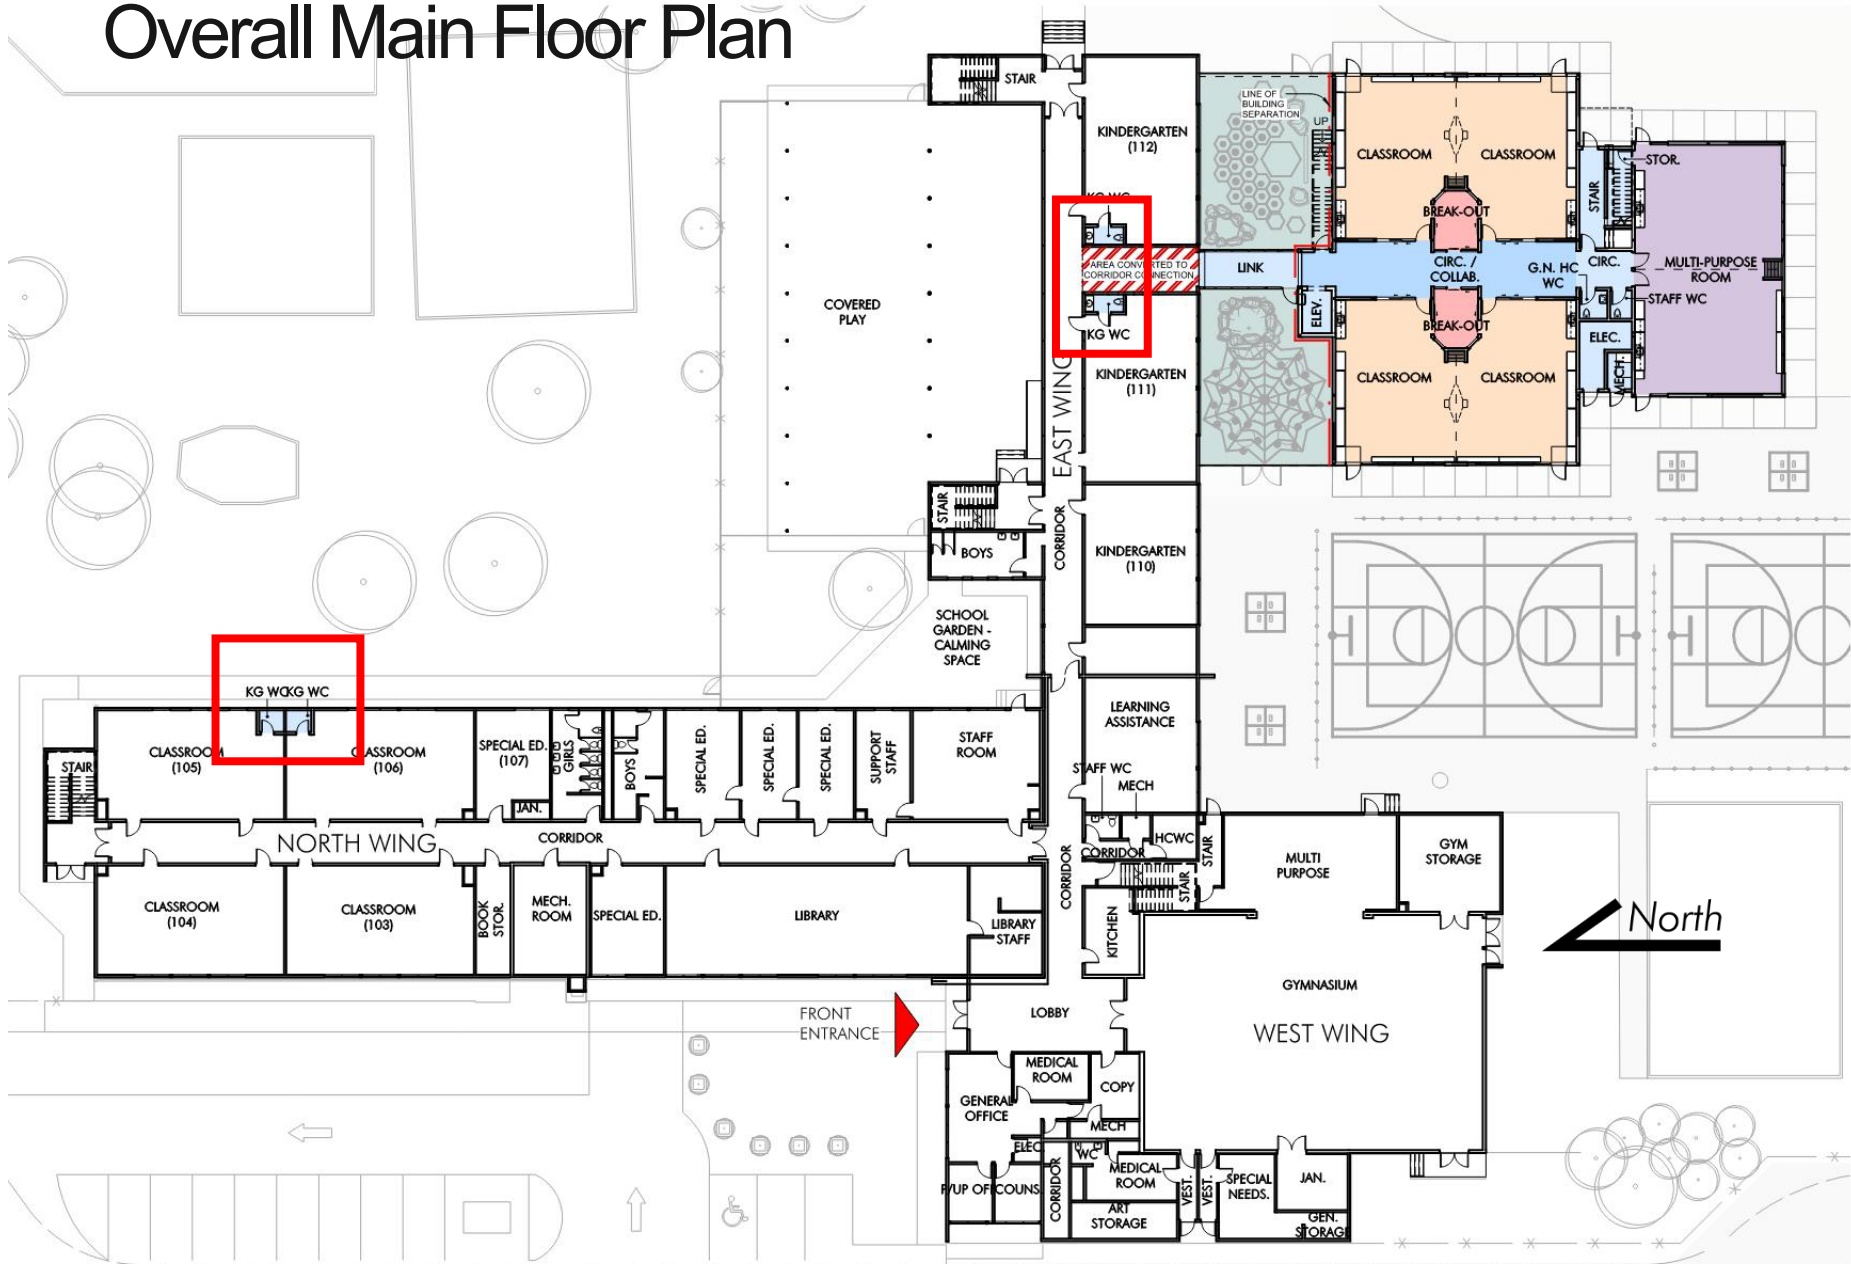 Overall Main Floor Plan
STAIR
KINDERGARTEN
(112)
KG WC
LINE OF
BUILDING
SEPARATION
UP
CLASSROOM
CLASSROOM
BREAK-OUT
STAIR
STOR.
AREA CONVERTED TO
CORRIDOR CONNECTION
LINK
CIRC. /
COLLAB.
G.N. HC
WC
CIRC.
MULTI-PURPOSE
ROOM
STAFF WC
ELEV.
BREAK-OUT
ELEC.
MECH.
CLASSROOM
CLASSROOM
COVERED
PLAY
KG WC
KINDERGARTEN
(111)
EAST WING
STAIR
BOYS
CORRIDOR
KINDERGARTEN
(110)
SCHOOL
GARDEN -
CALMING
SPACE
KG WC
KG WC
CLASSROOM
(105)
CLASSROOM
(106)
STAIR
SPECIAL ED.
(107)
JAN.
GIRLS
BOYS
SPECIAL ED.
SPECIAL ED.
SPECIAL ED.
SUPPORT
STAFF
STAFF
ROOM
LEARNING
ASSISTANCE
STAFF WC
MECH
HCWC
CORRIDOR
STAIR
STAIR
MULTI
PURPOSE
GYM
STORAGE
NORTH WING
CORRIDOR
CORRIDOR
CLASSROOM
(104)
CLASSROOM
(103)
BOOK
STOR.
MECH.
ROOM
SPECIAL ED.
LIBRARY
LIBRARY
STAFF
KITCHEN
North
FRONT
ENTRANCE
LOBBY
GYMNASIUM
WEST WING
MEDICAL
ROOM
COPY
GENERAL
OFFICE
MECH
ELEC
WC
MEDICAL
ROOM
CORRIDOR
P/UP OF
COUNS.
ART
STORAGE
VEST.
VEST.
SPECIAL
NEEDS.
JAN.
GEN.
STORAGE